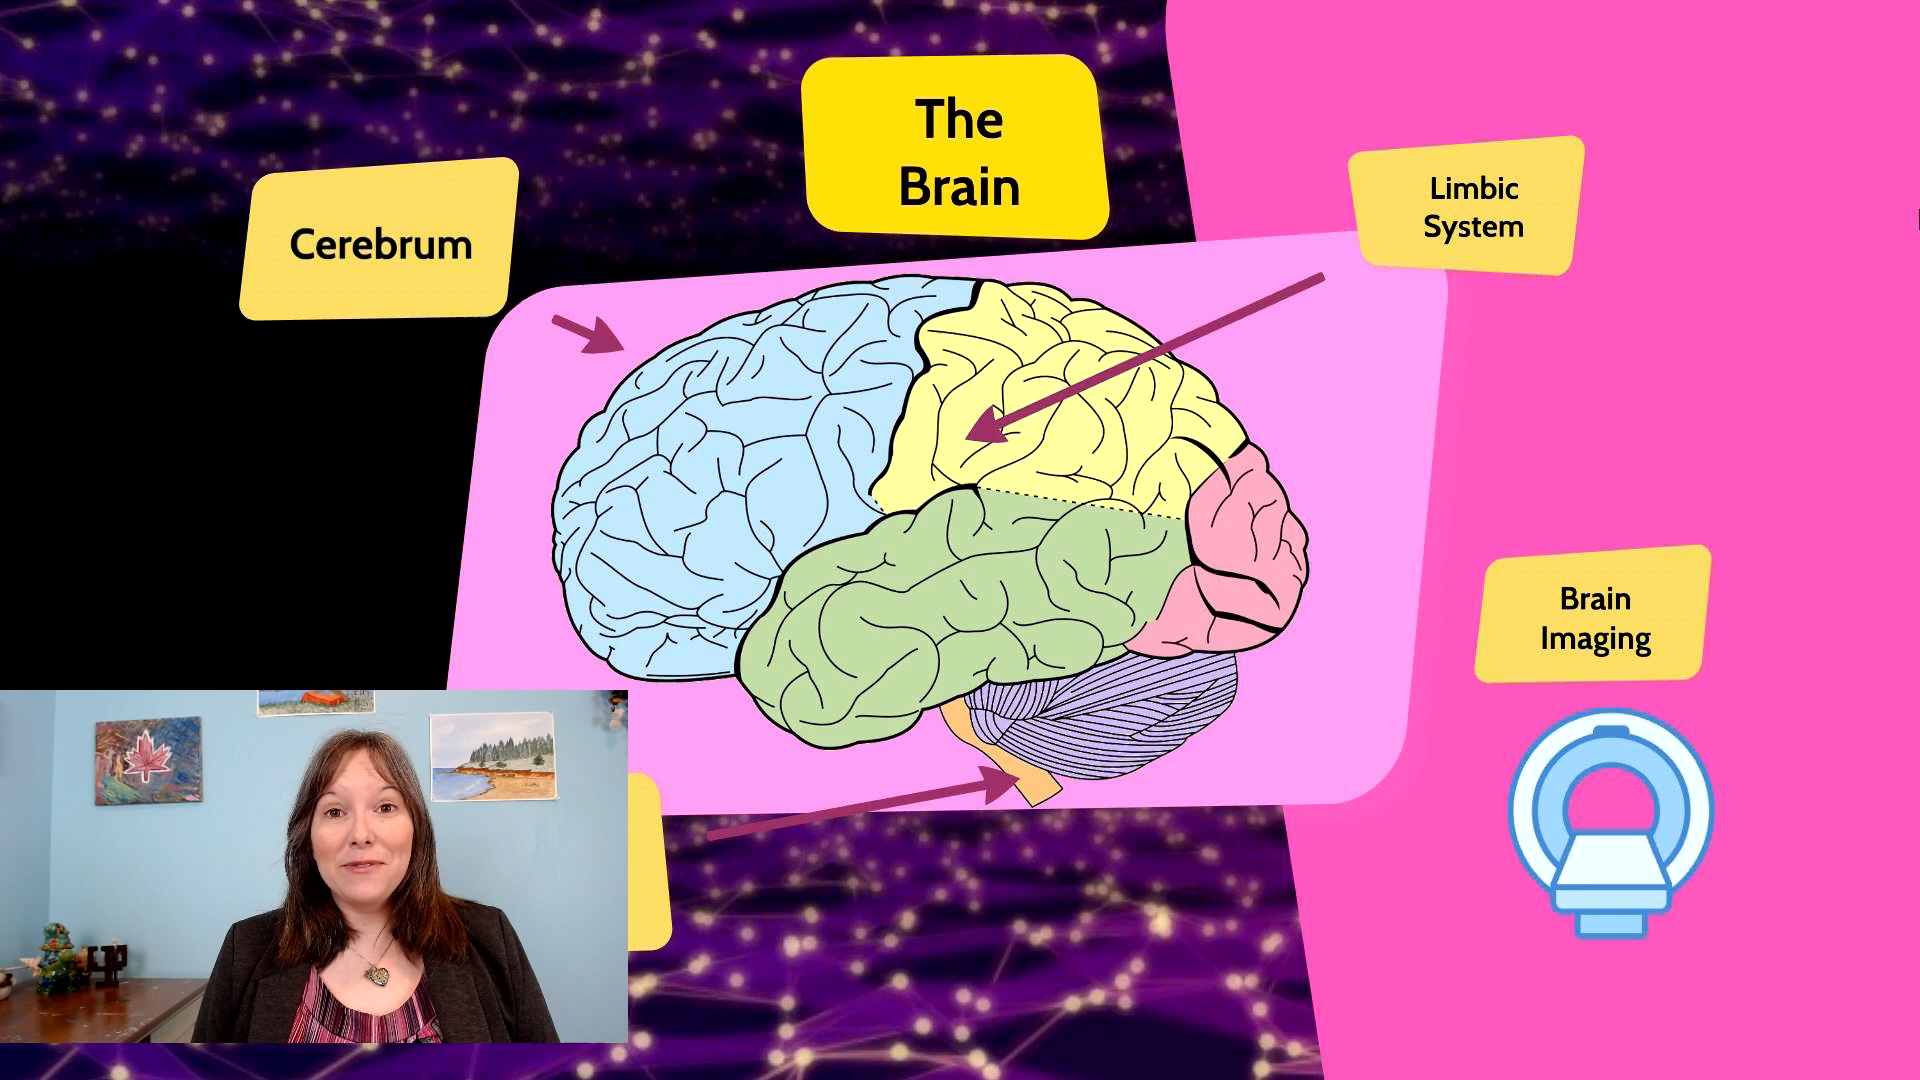 The
Brain
Cerebrum
Limbic
System
Brain
Imaging